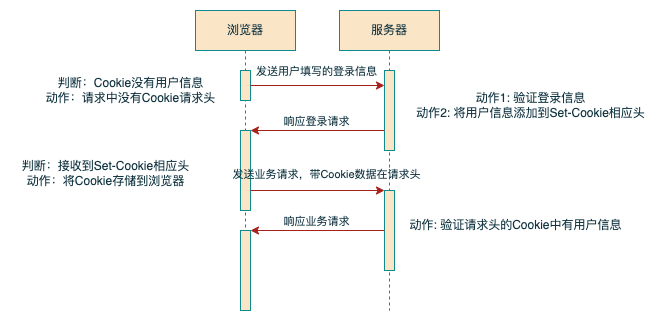 浏览器
服务器
发送用户填写的登录信息
判断：Cookie没有用户信息
动作：请求中没有Cookie请求头
动作1: 验证登录信息
动作2: 将用户信息添加到Set-Cookie相应头
响应登录请求
判断：接收到Set-Cookie相应头
动作：将Cookie存储到浏览器
发送业务请求，带Cookie数据在请求头
响应业务请求
动作: 验证请求头的Cookie中有用户信息